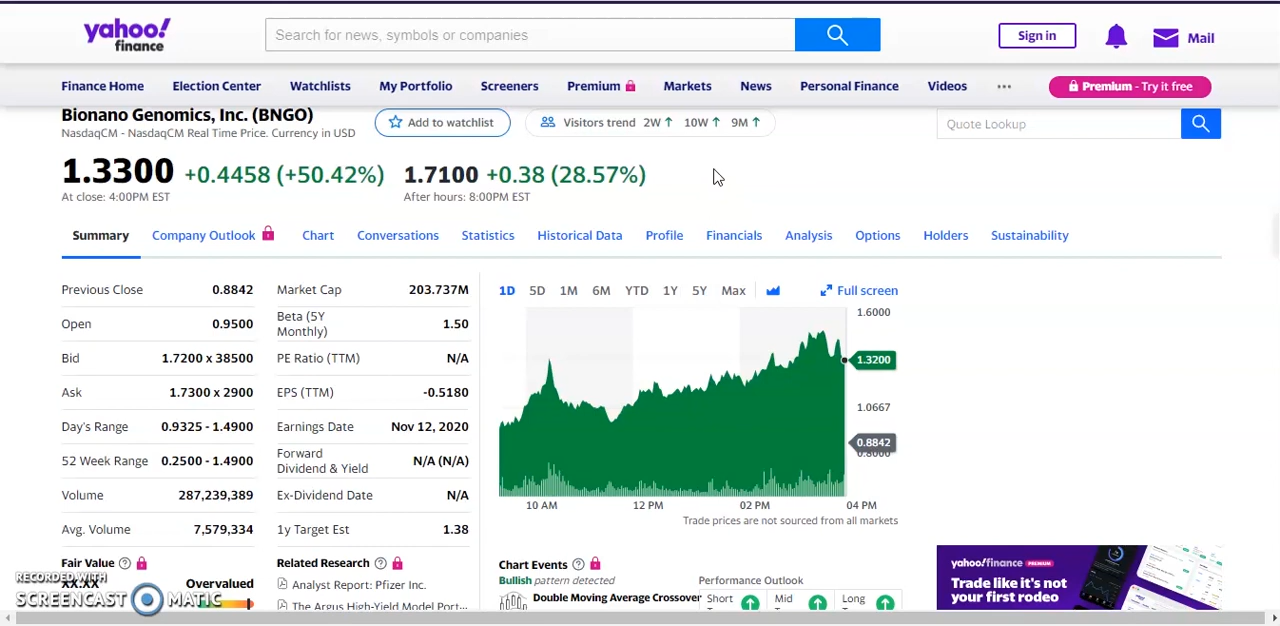 yahoo!
finance
Search for news, symbols or companies
Sign in
Mail
Finance Home Election Center Watchlists My Portfolio Screeners Premium Markets News Personal Finance Videos ... Premium - Try it free
Bionano Genomics, Inc. (BNGO)
NasdaqCM - NasdaqCM Real Time Price. Currency in USD
Add to watchlist
Visitors trend 2W↑ 10W↑ 9M↑
Quote Lookup
1.3300 +0.4458 (+50.42%) 1.7100 +0.38 (28.57%)
At close: 4:00PM EST After hours: 8:00PM EST
Summary Company Outlook Chart Conversations Statistics Historical Data Profile Financials Analysis Options Holders Sustainability
Previous Close 0.8842
Open 0.9500
Bid 1.7200 x 38500
Ask 1.7300 x 2900
Day's Range 0.9325 - 1.4900
52 Week Range 0.2500 - 1.4900
Volume 287,239,389
Avg. Volume 7,579,334
Market Cap 203.737M
Beta (5Y
Monthly) 1.50
PE Ratio (TTM) N/A
EPS (TTM) -0.5180
Earnings Date Nov 12, 2020
Forward
Dividend & Yield N/A (N/A)
Ex-Dividend Date N/A
1y Target Est 1.38
1D 5D 1M 6M YTD 1Y 5Y Max Full screen
1.6000
1.3200
1.0667
0.8842
0.8000
10 AM 12 PM 02 PM 04 PM
Trade prices are not sourced from all markets
Fair Value
XX.XX
Overvalued
Related Research
Analyst Report: Pfizer Inc.
The Argus High-Yield Model Port...
Chart Events
Bullish pattern detected
Double Moving Average Crossover
Performance Outlook
Short Mid Long
yahoo!finance PREMIUM
Trade like it's not
your first rodeo
RECORDED WITH
SCREENCAST MATIC